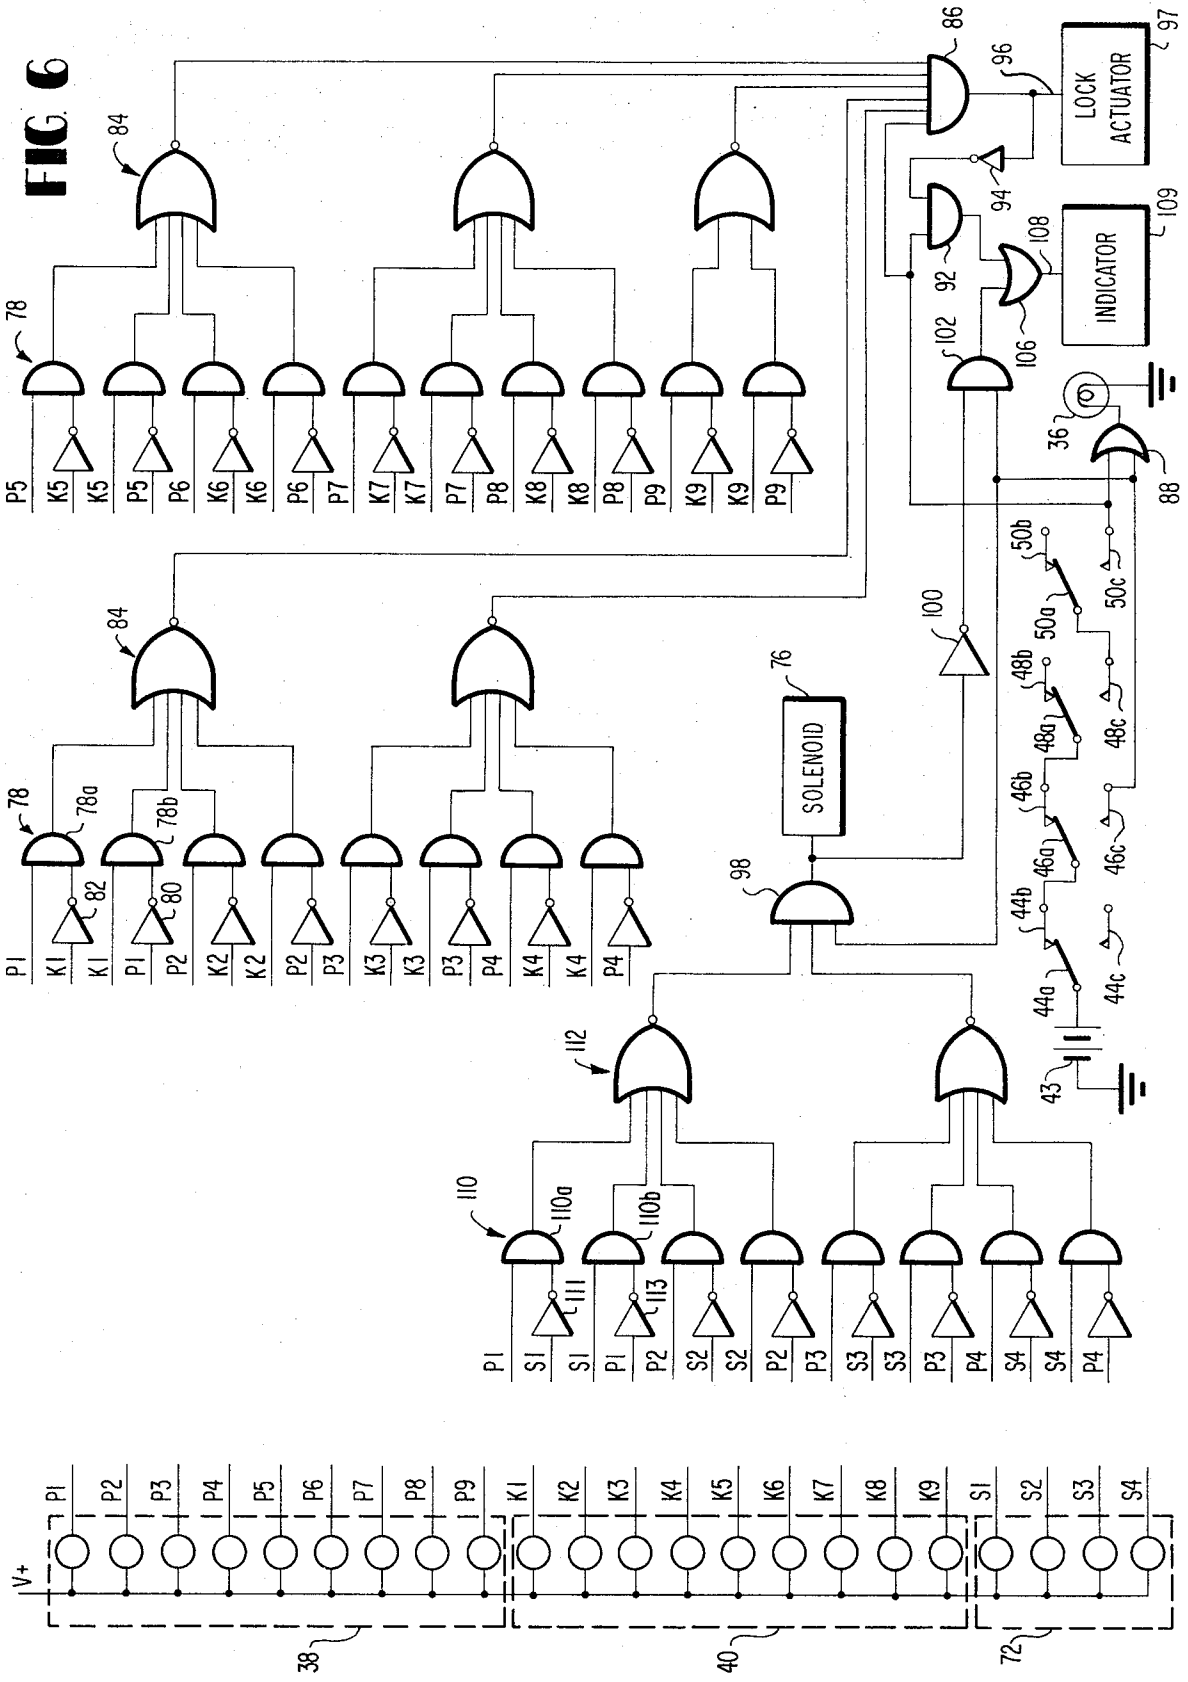 FIG 6
V+
P1
P2
P3
P4
P5
P6
P7
P8
P9
K1
K2
K3
K4
K5
K6
K7
K8
K9
S1
S2
S3
S4
38
40
72
P1
K1
K1
P1
P2
K2
K2
P2
P3
K3
K3
P3
P4
K4
K4
P4
78
78a
78b
82
80
84
P5
K5
K5
P5
P6
K6
K6
P6
P7
K7
K7
P7
P8
K8
K8
P8
P9
K9
K9
P9
78
84
86
P1
S1
S1
P1
P2
S2
S2
P2
P3
S3
S3
P3
P4
S4
S4
P4
110
110a
110b
111
113
112
98
SOLENOID
76
100
102
92
94
96
106
108
LOCK
ACTUATOR
97
INDICATOR
109
36
88
43
44a
44b
44c
46a
46b
46c
48a
48b
48c
50a
50b
50c